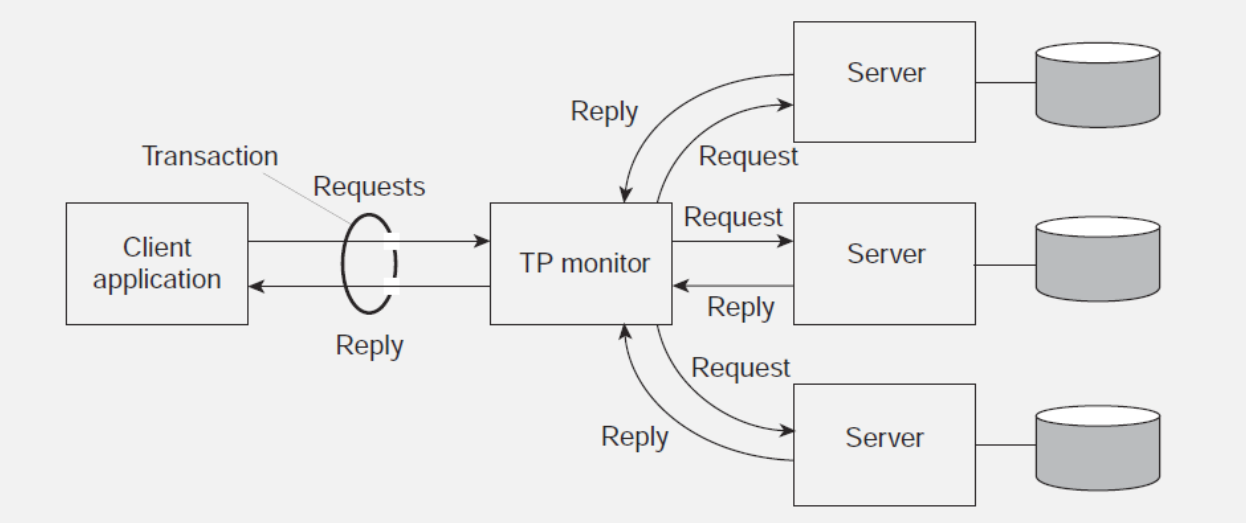 Server
Reply
Transaction
Request
Requests
Request
Client
application
TP monitor
Server
Reply
Reply
Request
Reply
Server